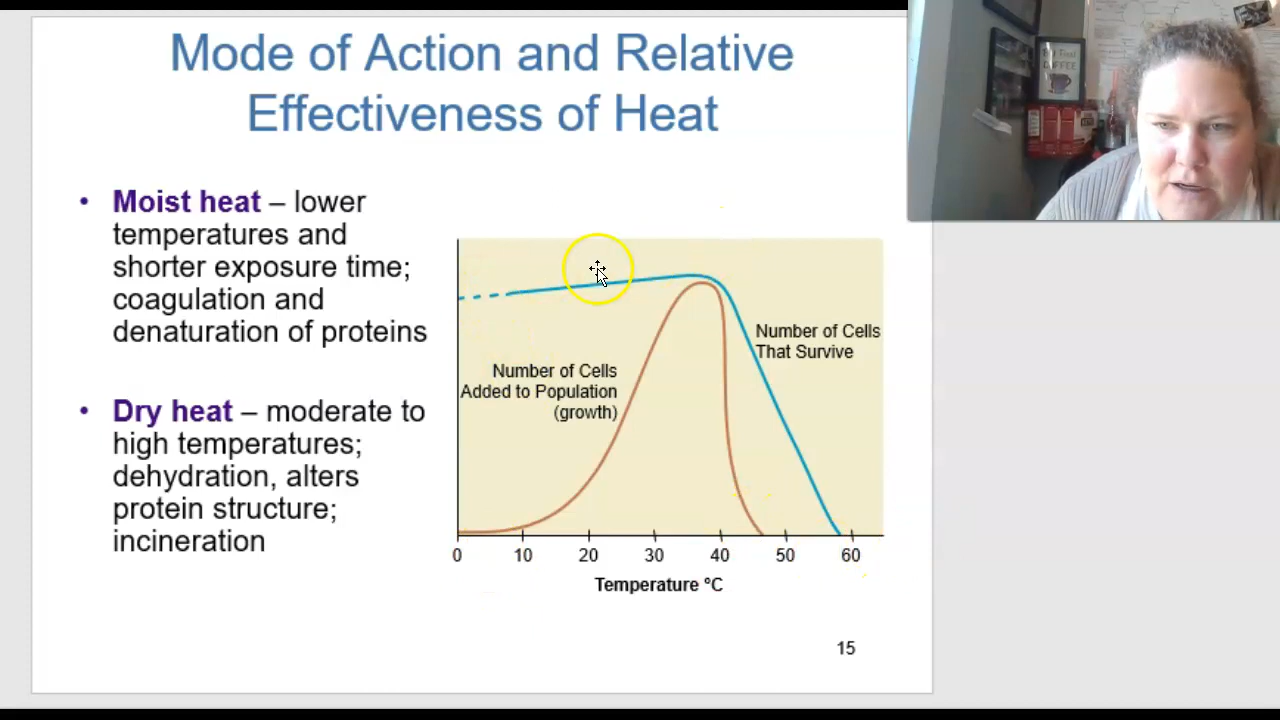 Mode of Action and Relative
Effectiveness of Heat
• Moist heat – lower
temperatures and
shorter exposure time;
coagulation and
denaturation of proteins
• Dry heat – moderate to
high temperatures;
dehydration, alters
protein structure;
incineration
Number of Cells
That Survive
Number of Cells
Added to Population
(growth)
0 10 20 30 40 50 60
Temperature °C
15
COFFEE